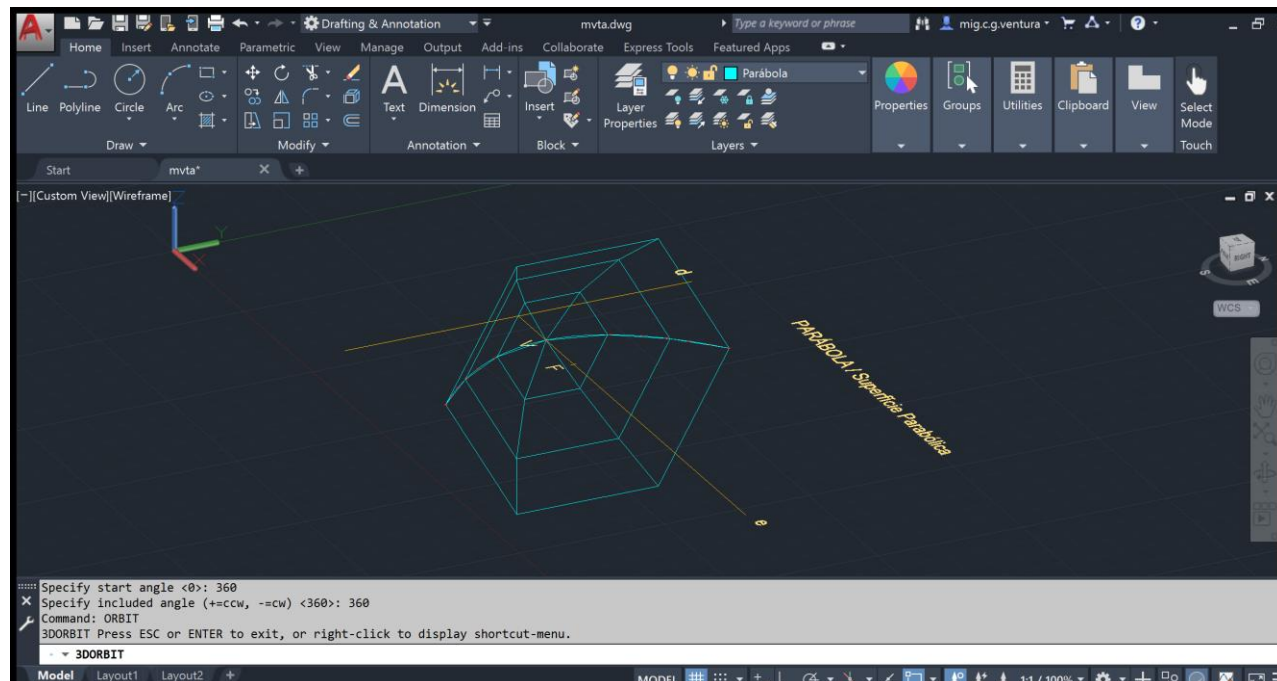 Drafting & Annotation mvta.dwg Type a keyword or phrase mig.c.g.ventura
Home Insert Annotate Parametric View Manage Output Add-ins Collaborate Express Tools Featured Apps
Parábola
Line Polyline Circle Arc Text Dimension Insert Layer Properties Properties Groups Utilities Clipboard View Select Mode
Draw Modify Annotation Block Layers Touch
Start mvta* +
[−][Custom View][Wireframe]
Z
Y
X
RIGHT
S
E
WCS
d
V
F
e
PARÁBOLA / Superfície Parabólica
Specify start angle <0>: 360
Specify included angle (+=ccw, -=cw) <360>: 360
Command: ORBIT
3DORBIT Press ESC or ENTER to exit, or right-click to display shortcut-menu.
3DORBIT
Model Layout1 Layout2 + MODEL 1:1 / 100%